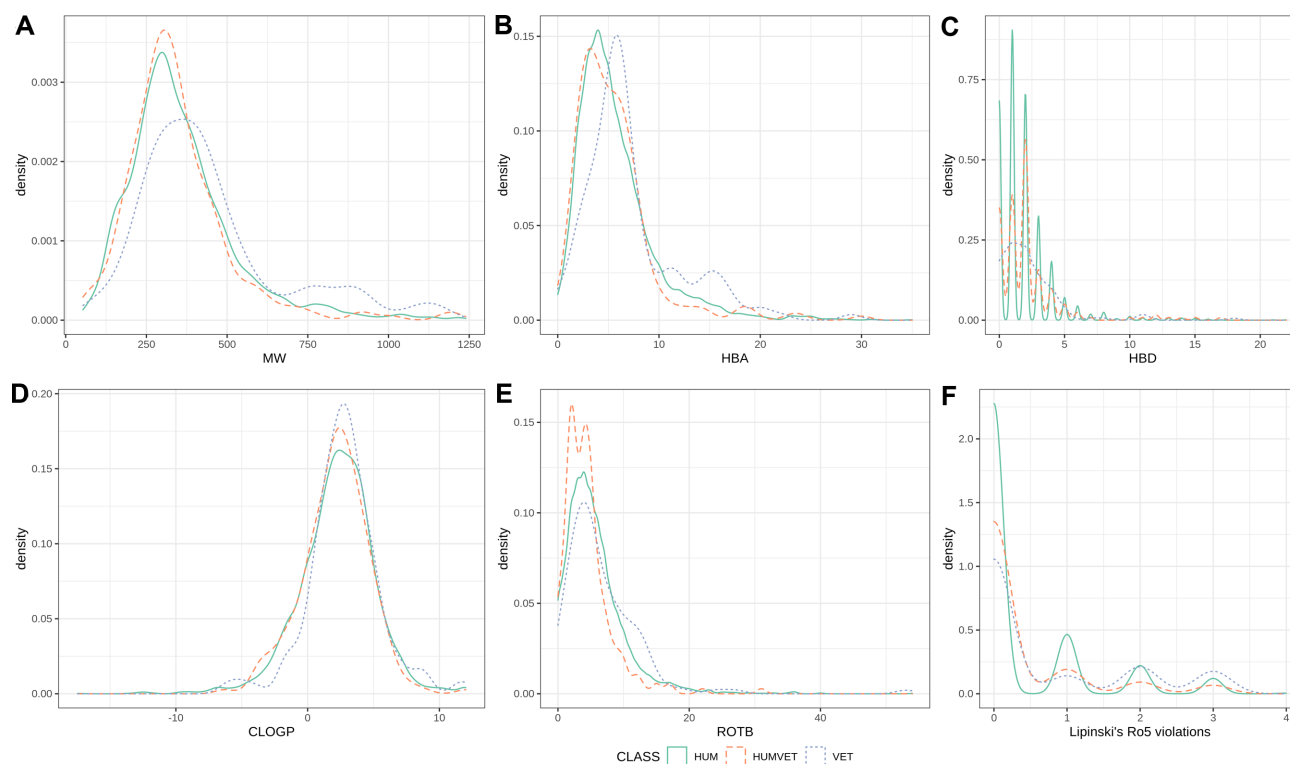 A
density
0.003
0.002
0.001
0.000
0
250
500
750
1000
1250
MW
B
density
0.15
0.10
0.05
0.00
0
10
20
30
HBA
C
density
0.75
0.50
0.25
0.00
0
5
10
15
20
HBD
D
density
0.20
0.15
0.10
0.05
0.00
-10
0
10
CLOGP
E
density
0.15
0.10
0.05
0.00
0
20
40
ROTB
F
density
2.0
1.5
1.0
0.5
0.0
0
1
2
3
4
Lipinski's Ro5 violations
CLASS HUM HUMVET VET